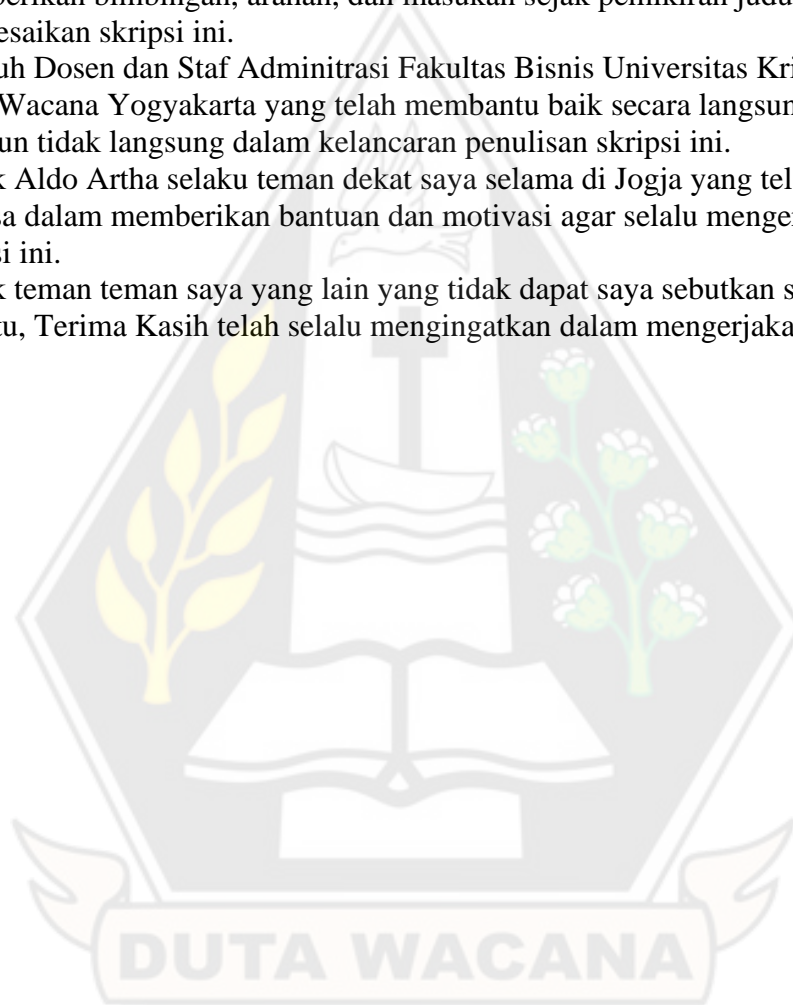 berikan bimbingan, arahan, dan masukan sejak pemikiran judu
esaikan skripsi ini.
uh Dosen dan Staf Adminitrasi Fakultas Bisnis Universitas Kri
Wacana Yogyakarta yang telah membantu baik secara langsun
un tidak langsung dalam kelancaran penulisan skripsi ini.
k Aldo Artha selaku teman dekat saya selama di Jogja yang tel
sa dalam memberikan bantuan dan motivasi agar selalu menger
si ini.
k teman teman saya yang lain yang tidak dapat saya sebutkan s
tu, Terima Kasih telah selalu mengingatkan dalam mengerjaka
DUTA WACANA